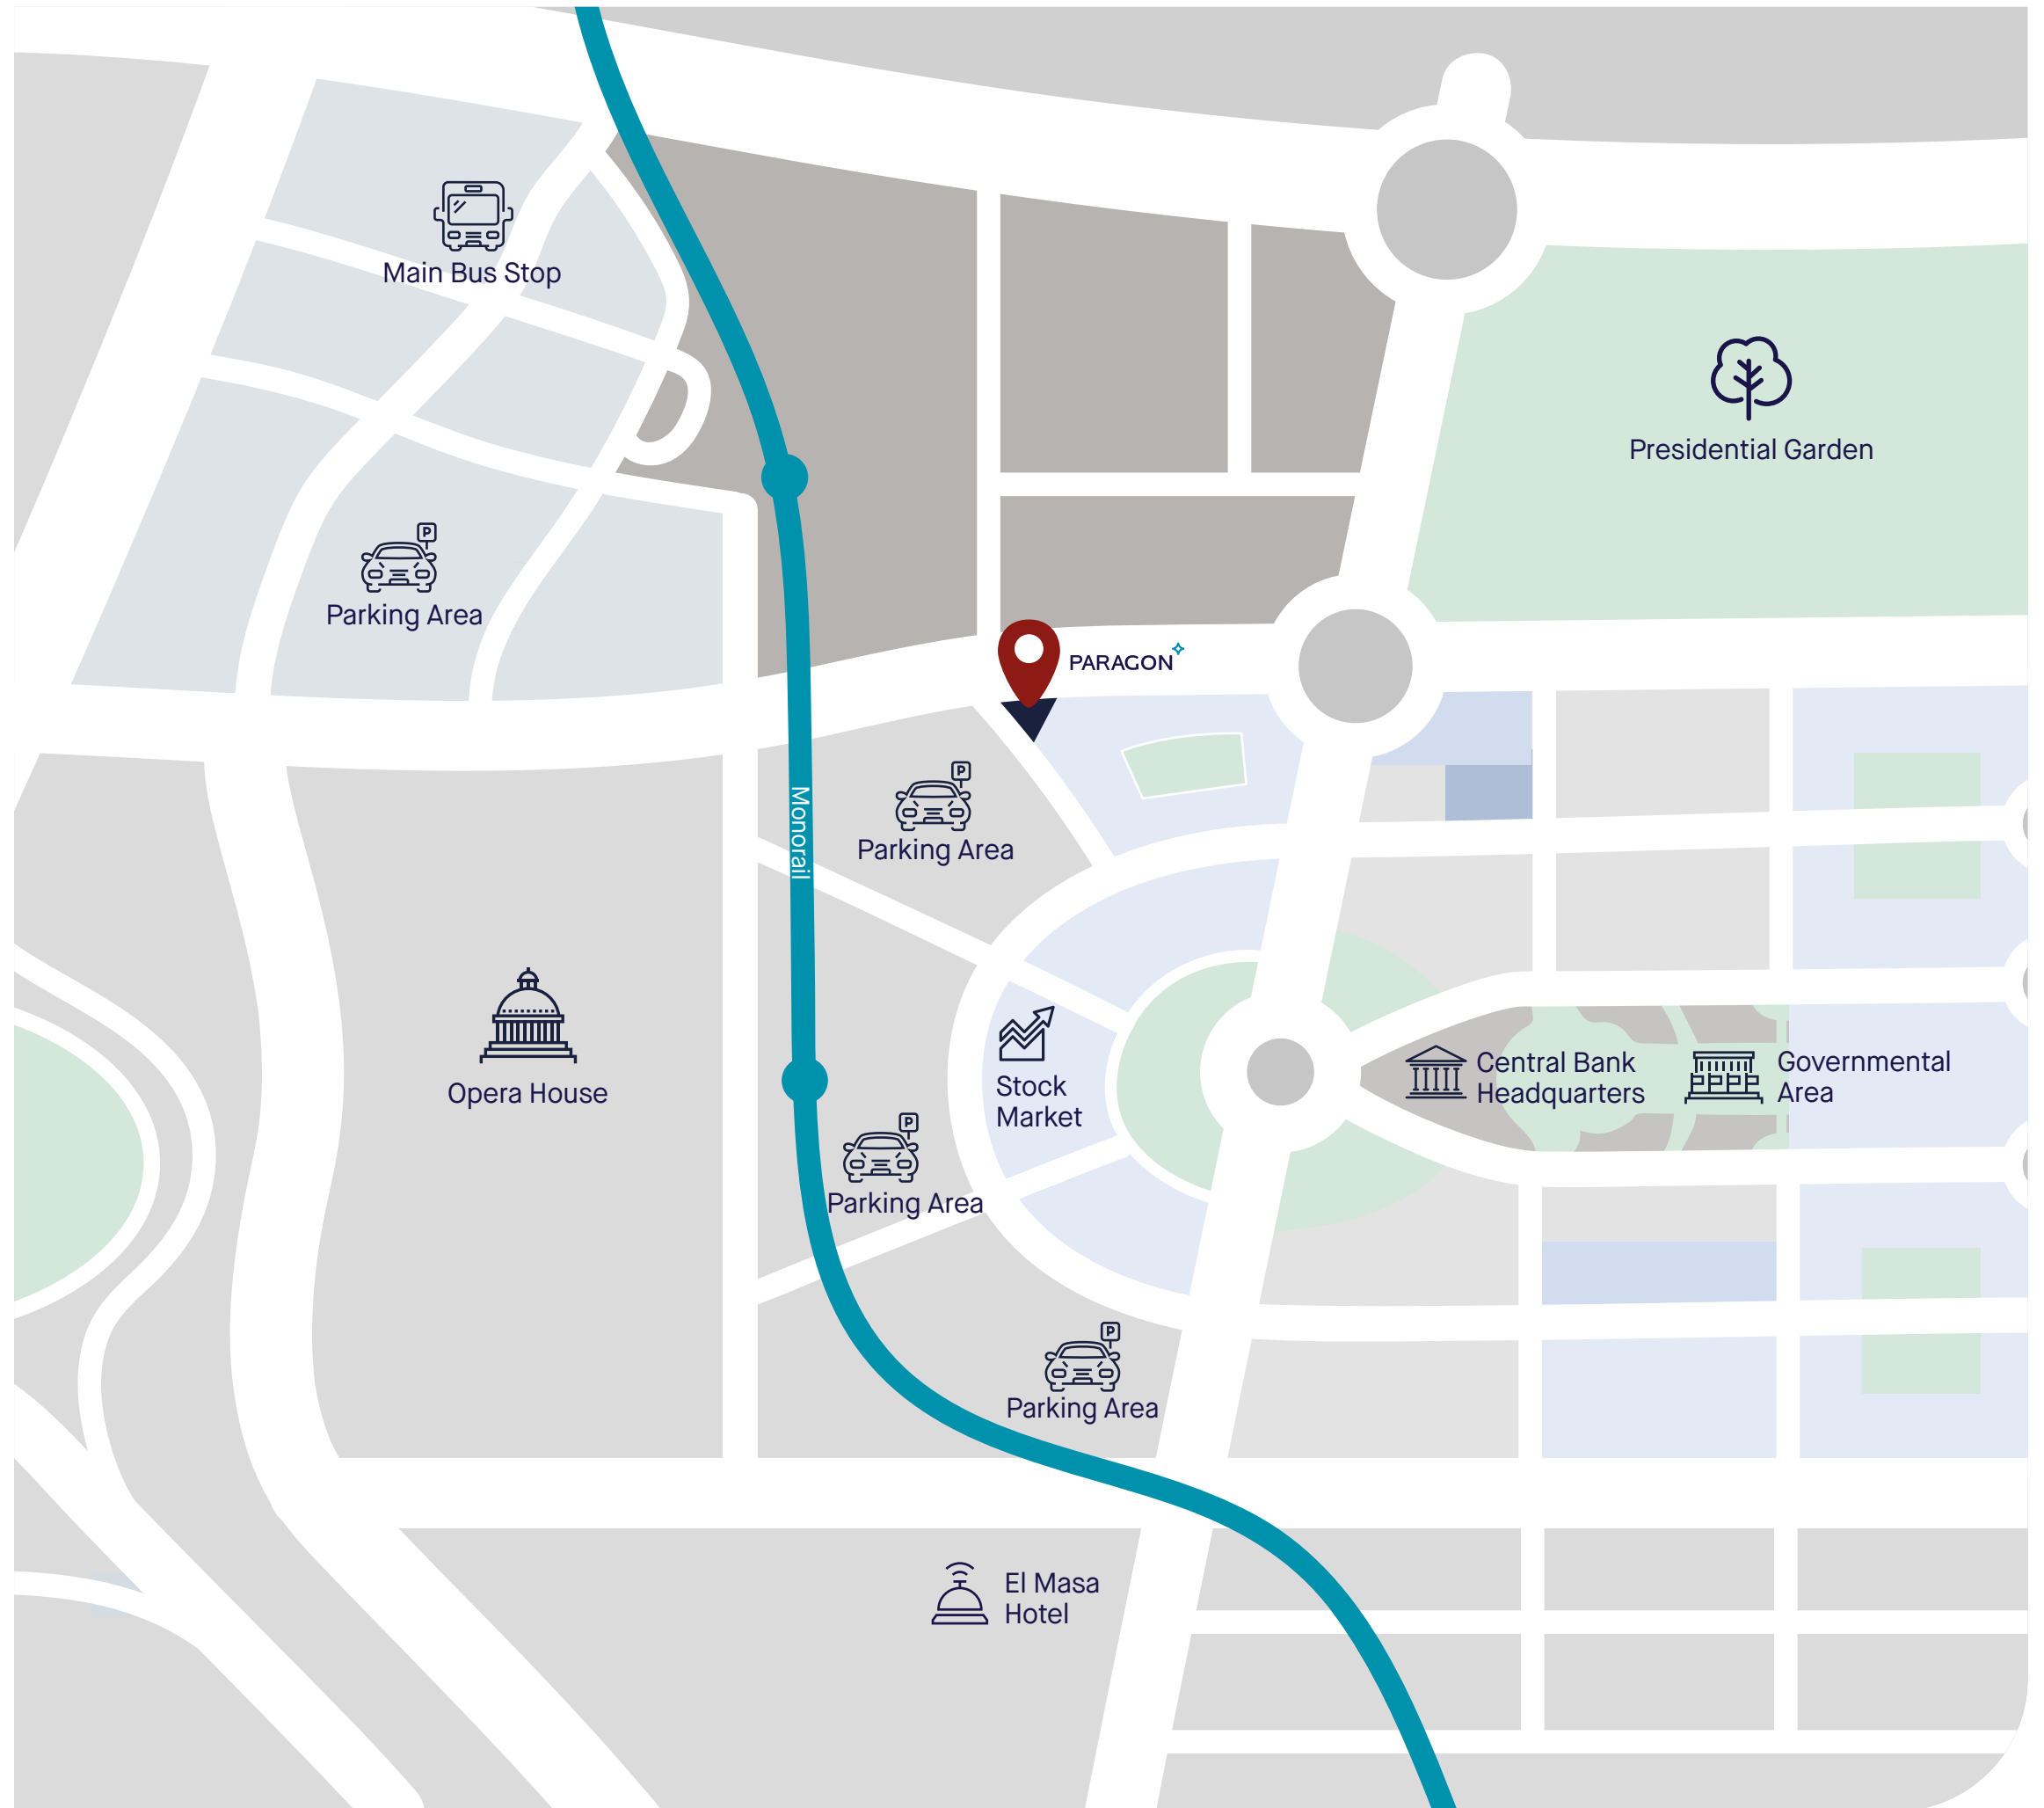 Main Bus Stop
Presidential Garden
P
Parking Area
PARAGON
P
Parking Area
Monorail
Opera House
Stock
Market
Central Bank
Headquarters
Governmental
Area
P
Parking Area
P
Parking Area
El Masa
Hotel